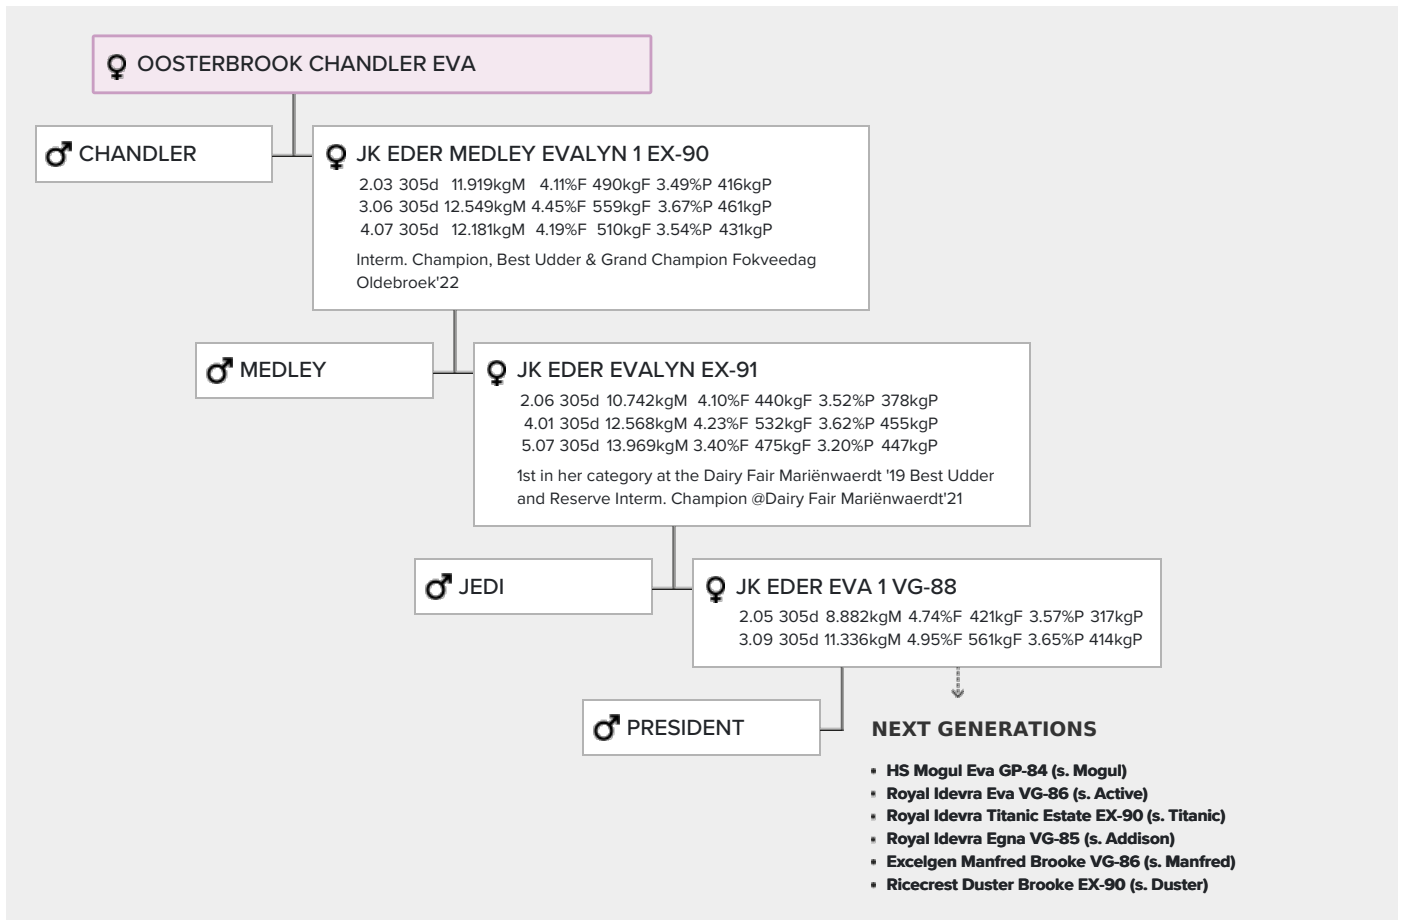 OOSTERBROOK CHANDLER EVA
CHANDLER
JK EDER MEDLEY EVALYN 1 EX-90
2.03 305d 11.919kgM 4.11%F 490kgF 3.49%P 416kgP
3.06 305d 12.549kgM 4.45%F 559kgF 3.67%P 461kgP
4.07 305d 12.181kgM 4.19%F 510kgF 3.54%P 431kgP
Interm. Champion, Best Udder & Grand Champion Fokveedag
Oldebroek'22
MEDLEY
JK EDER EVALYN EX-91
2.06 305d 10.742kgM 4.10%F 440kgF 3.52%P 378kgP
4.01 305d 12.568kgM 4.23%F 532kgF 3.62%P 455kgP
5.07 305d 13.969kgM 3.40%F 475kgF 3.20%P 447kgP
1st in her category at the Dairy Fair Mariënwaerdt '19 Best Udder
and Reserve Interm. Champion @Dairy Fair Mariënwaerdt'21
JEDI
JK EDER EVA 1 VG-88
2.05 305d 8.882kgM 4.74%F 421kgF 3.57%P 317kgP
3.09 305d 11.336kgM 4.95%F 561kgF 3.65%P 414kgP
PRESIDENT
NEXT GENERATIONS
• HS Mogul Eva GP-84 (s. Mogul)
• Royal Idevra Eva VG-86 (s. Active)
• Royal Idevra Titanic Estate EX-90 (s. Titanic)
• Royal Idevra Egna VG-85 (s. Addison)
• Excelgen Manfred Brooke VG-86 (s. Manfred)
• Ricecrest Duster Brooke EX-90 (s. Duster)